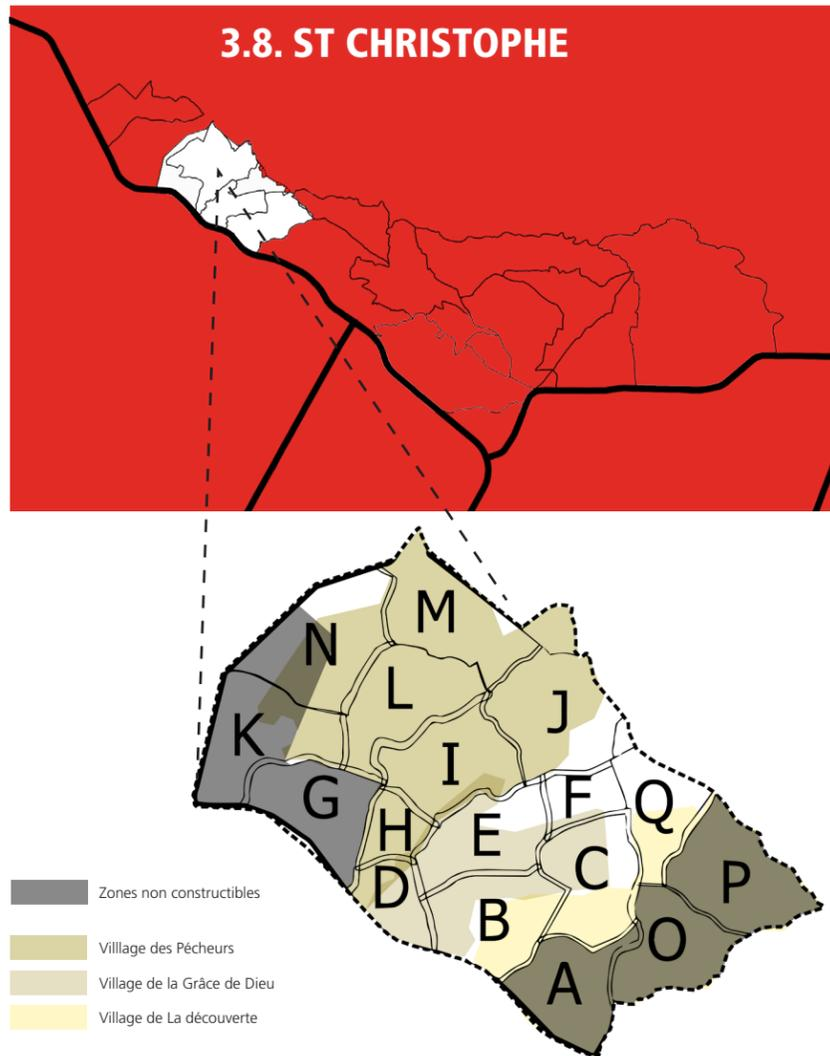 3.8. ST CHRISTOPHE
M
N
L
K
J
I
G
F
Q
H
E
C
P
D
B
O
A
Zones non constructibles
Villlage des Pécheurs
Village de la Grâce de Dieu
Village de La découverte